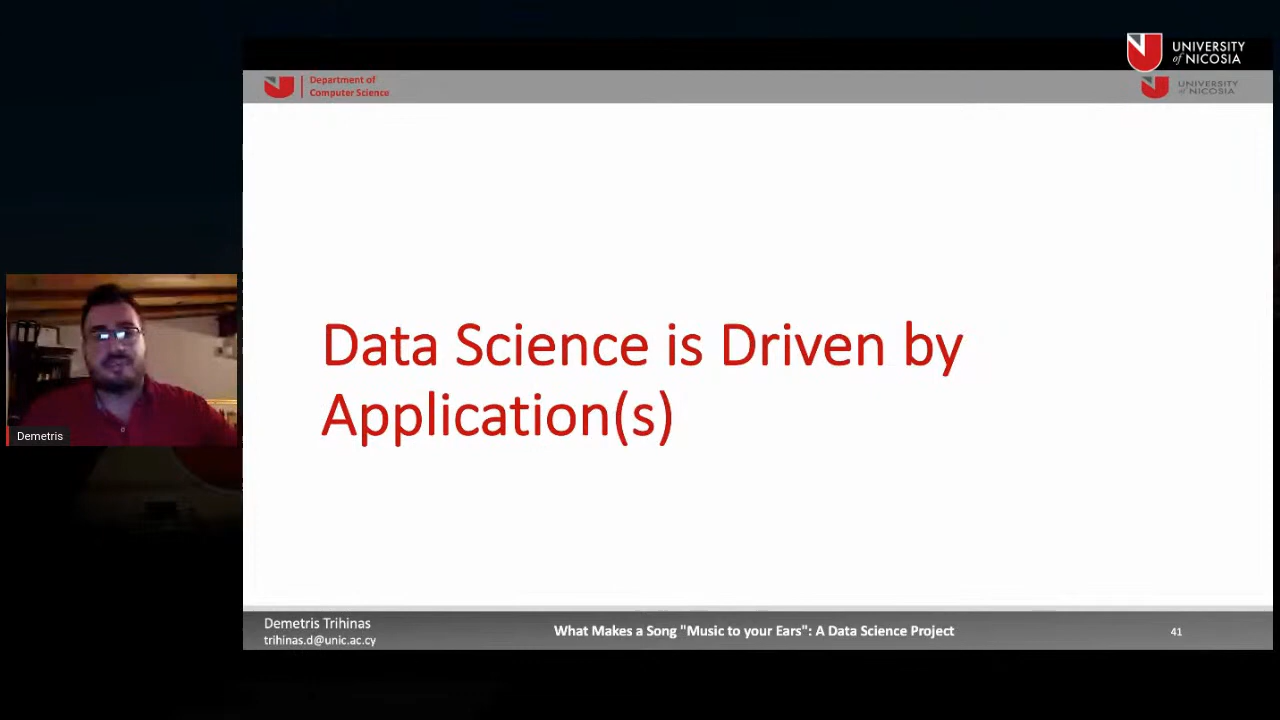 UNIVERSITY
of NICOSIA
Department of
Computer Science
UNIVERSITY
of NICOSIA
Data Science is Driven by
Application(s)
Demetris
Demetris Trihinas
trihinas.d@unic.ac.cy
What Makes a Song "Music to your Ears": A Data Science Project
41